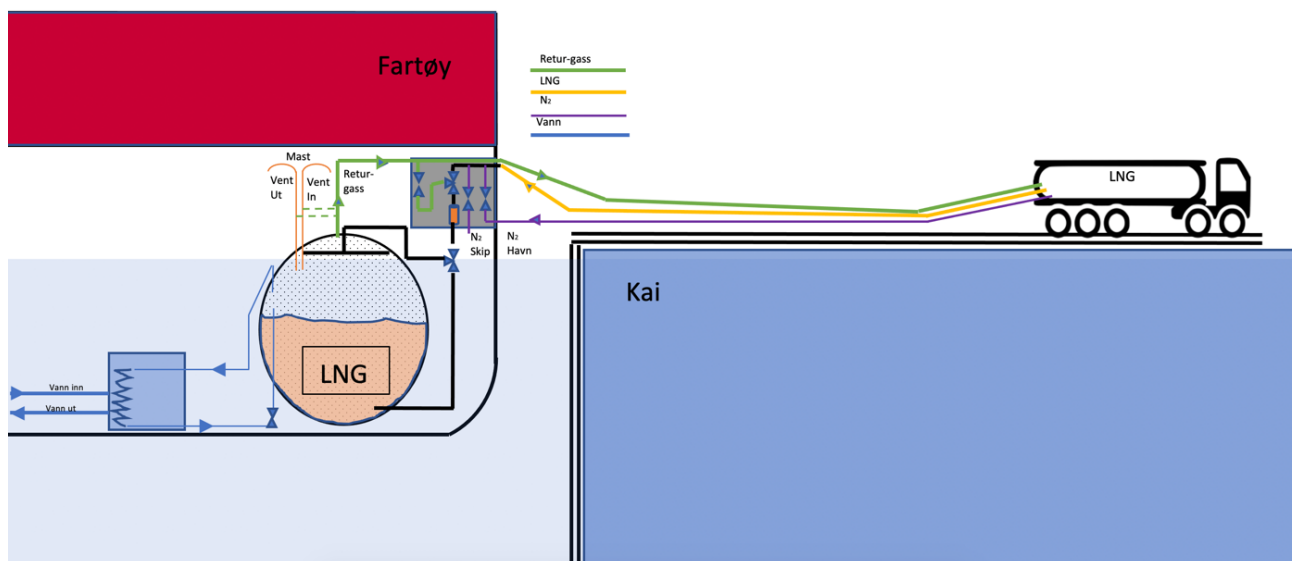 Fartøy
Retur-gass
LNG
N₂
Vann
Mast
Vent
Ut
Vent
In
Retur-
gass
LNG
N₂
Skip
N₂
Havn
Kai
LNG
Vann inn
Vann ut